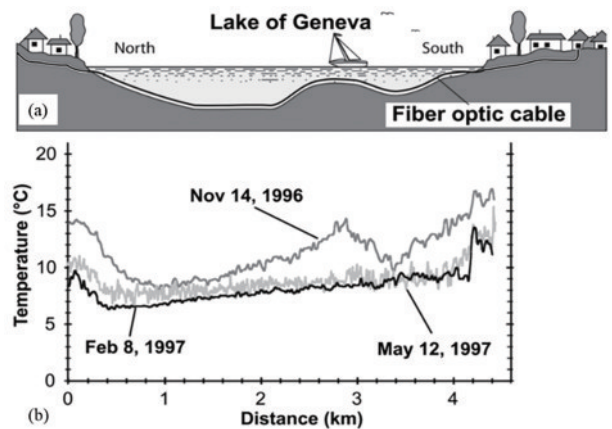 Lake of Geneva
North
South
(a)
Fiber optic cable
20
15
10
5
0
Temperature (°C)
Nov 14, 1996
Feb 8, 1997
May 12, 1997
0 1 2 3 4
(b)
Distance (km)